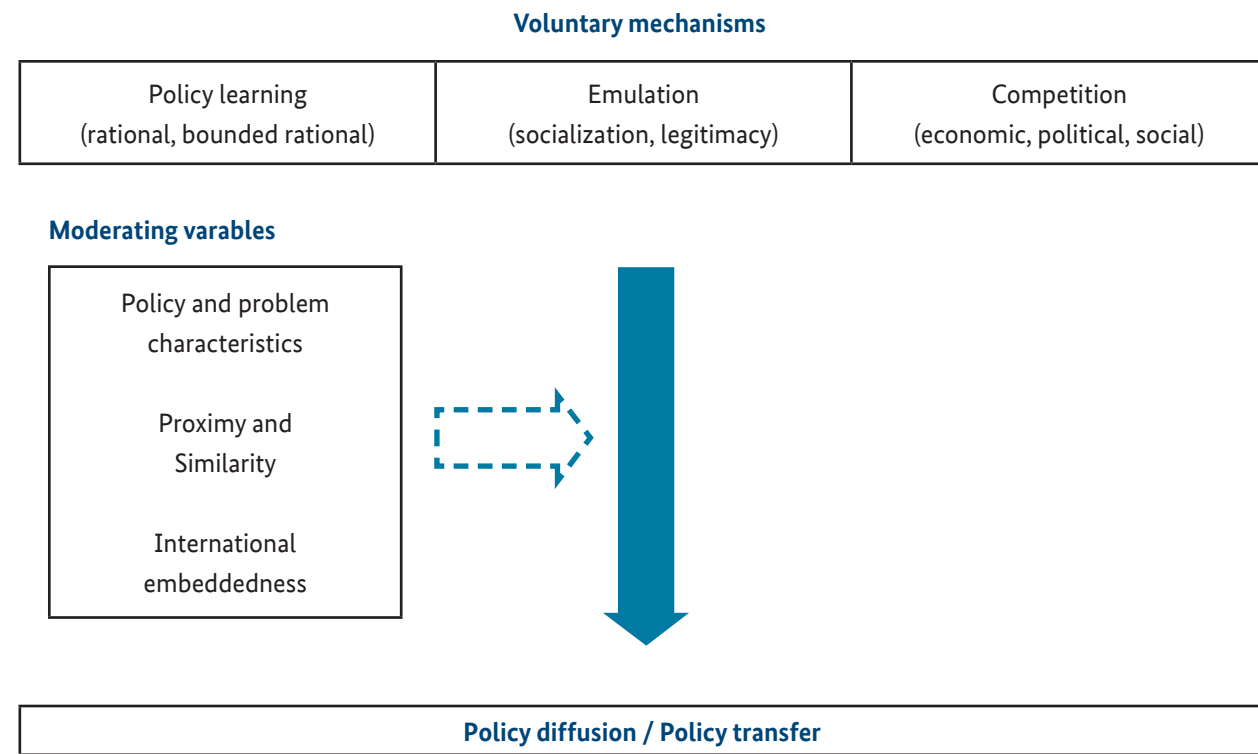 Voluntary mechanisms
Policy learning
(rational, bounded rational)
Emulation
(socialization, legitimacy)
Competition
(economic, political, social)
Moderating varables
Policy and problem
characteristics
Proximy and
Similarity
International
embeddedness
Policy diffusion / Policy transfer